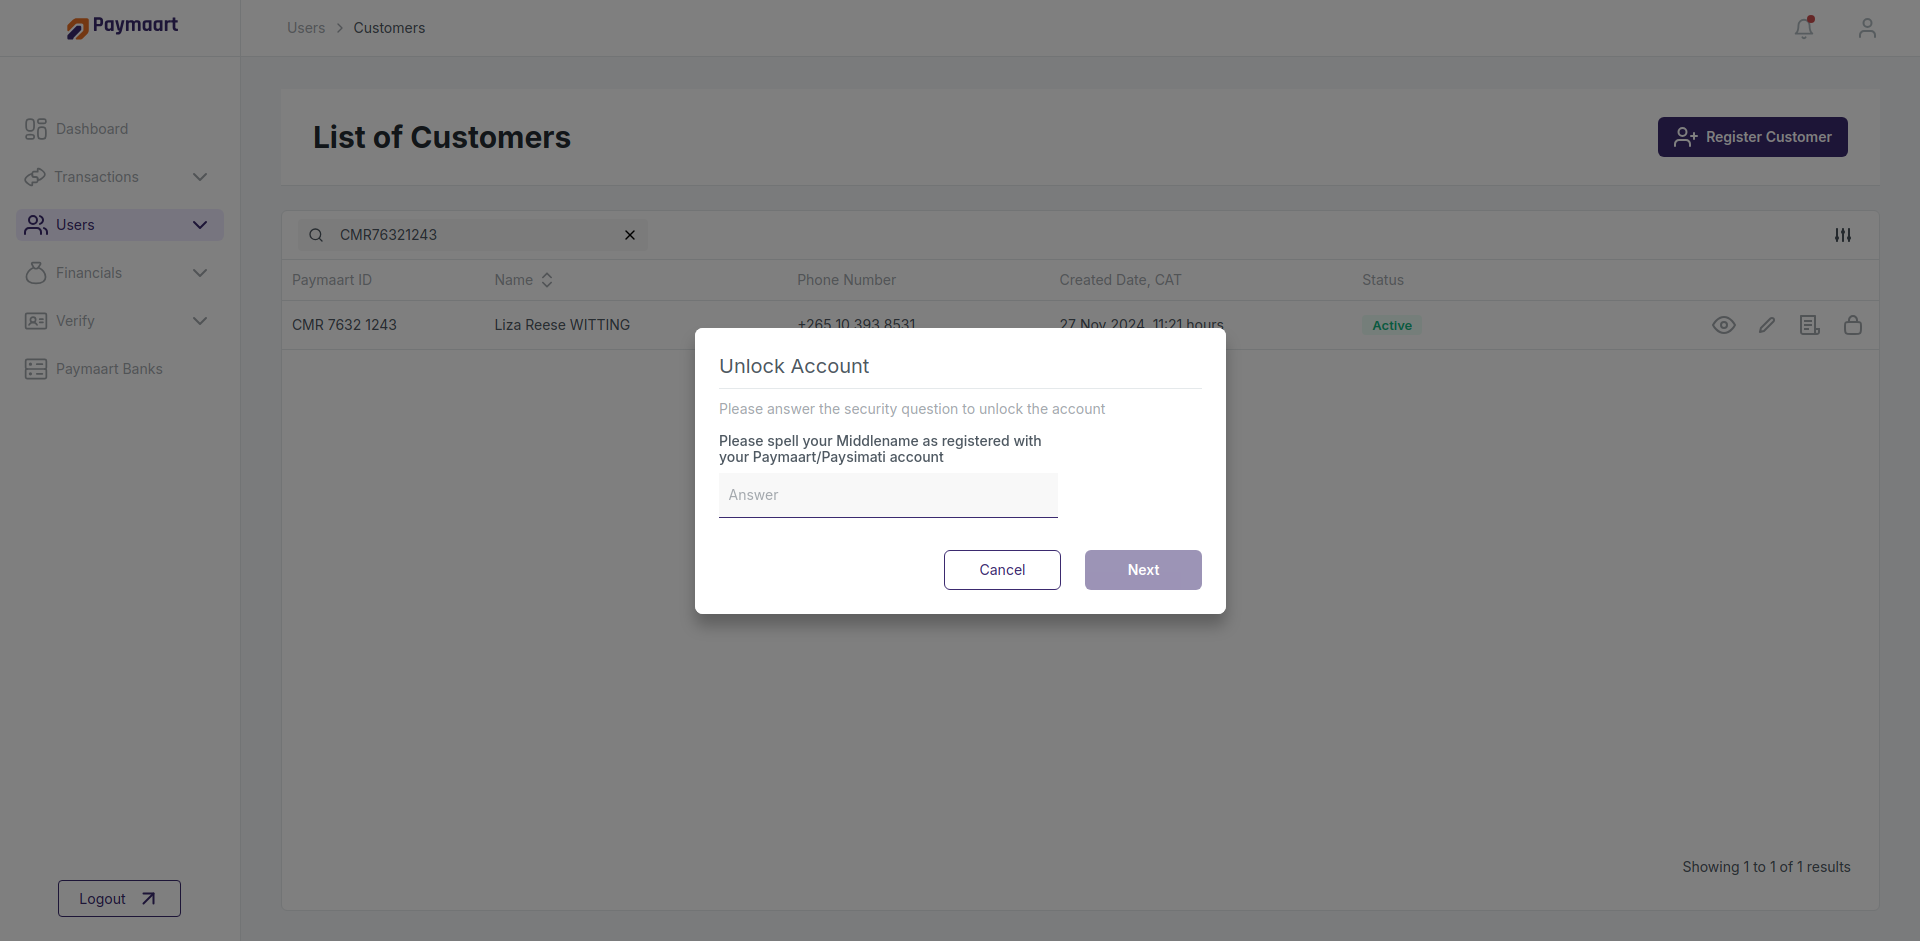 Paymaart
Users > Customers
Dashboard
Transactions
Users
Financials
Verify
Paymaart Banks
Logout
List of Customers
Register Customer
CMR76321243
Paymaart ID Name Phone Number Created Date, CAT Status
CMR 7632 1243 Liza Reese WITTING +265 10 393 8531 27 Nov 2024, 11:21 hours Active
Unlock Account
Please answer the security question to unlock the account
Please spell your Middlename as registered with
your Paymaart/Paysimati account
Answer
Cancel Next
Showing 1 to 1 of 1 results